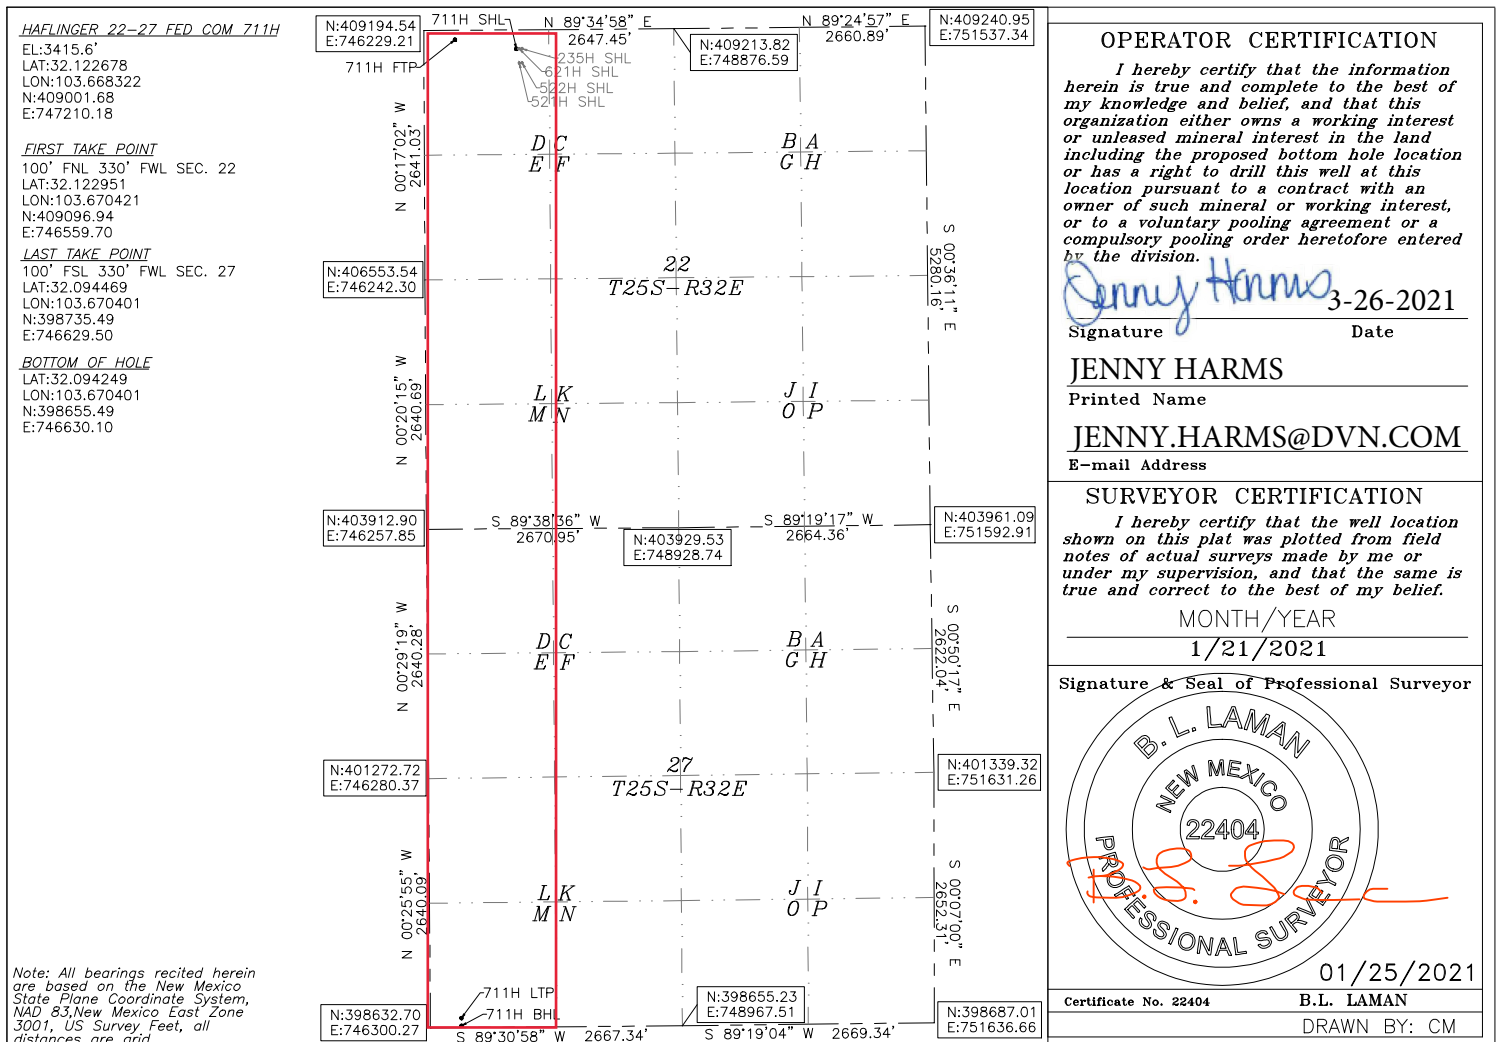 HAFLINGER 22-27 FED COM 711H
EL:3415.6'
LAT:32.122678
LON:103.668322
N:409001.68
E:747210.18
FIRST TAKE POINT
100' FNL 330' FWL SEC. 22
LAT:32.122951
LON:103.670421
N:409096.94
E:746559.70
LAST TAKE POINT
100' FSL 330' FWL SEC. 27
LAT:32.094469
LON:103.670401
N:398735.49
E:746629.50
BOTTOM OF HOLE
LAT:32.094249
LON:103.670401
N:398655.49
E:746630.10
Note: All bearings recited herein
are based on the New Mexico
State Plane Coordinate System,
NAD 83,New Mexico East Zone
3001, US Survey Feet, all
distances are grid
N:409194.54
E:746229.21
711H SHL
N 89°34'58" E
2647.45'
N:409213.82
E:748876.59
N 89°24'57" E
2660.89'
N:409240.95
E:751537.34
711H FTP
235H SHL
621H SHL
522H SHL
521H SHL
N 00°17'02" W
2641.03'
D C
E F
B A
G H
N:406553.54
E:746242.30
22
T25S-R32E
S 00°36'11" E
5280.16'
N 00°20'15" W
2640.69'
L K
M N
J I
O P
N:403912.90
E:746257.85
S 89°38'36" W
2670.95'
N:403929.53
E:748928.74
S 89°19'17" W
2664.36'
N:403961.09
E:751592.91
N 00°29'19" W
2640.28'
D C
E F
B A
G H
S 00°50'17" E
2622.04'
N:401272.72
E:746280.37
27
T25S-R32E
N:401339.32
E:751631.26
N 00°25'55" W
2640.09'
L K
M N
J I
O P
S 00°07'00" E
2652.31'
711H LTP
711H BHL
N:398632.70
E:746300.27
S 89°30'58" W 2667.34'
N:398655.23
E:748967.51
S 89°19'04" W 2669.34'
N:398687.01
E:751636.66
OPERATOR CERTIFICATION
I hereby certify that the information
herein is true and complete to the best of
my knowledge and belief, and that this
organization either owns a working interest
or unleased mineral interest in the land
including the proposed bottom hole location
or has a right to drill this well at this
location pursuant to a contract with an
owner of such mineral or working interest,
or to a voluntary pooling agreement or a
compulsory pooling order heretofore entered
by the division.
Jenny Harms 3-26-2021
Signature Date
JENNY HARMS
Printed Name
JENNY.HARMS@DVN.COM
E-mail Address
SURVEYOR CERTIFICATION
I hereby certify that the well location
shown on this plat was plotted from field
notes of actual surveys made by me or
under my supervision, and that the same is
true and correct to the best of my belief.
MONTH/YEAR
1/21/2021
Signature & Seal of Professional Surveyor
B. L. LAMAN
NEW MEXICO
22404
PROFESSIONAL SURVEYOR
01/25/2021
Certificate No. 22404 B.L. LAMAN
DRAWN BY: CM